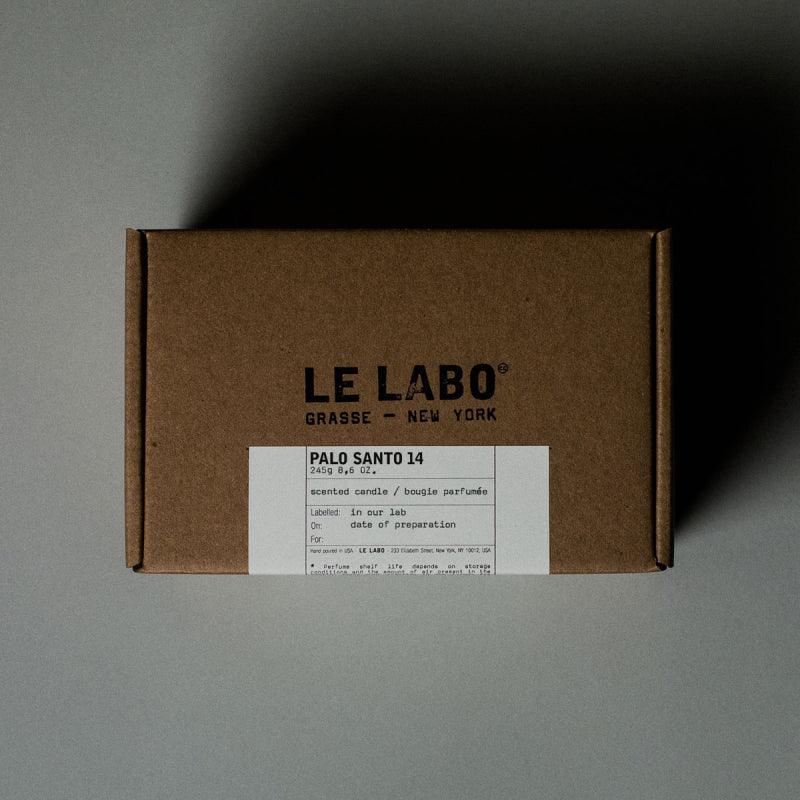 LE LABO
GRASSE — NEW YORK
PALO SANTO 14
245g 8,6 OZ.
scented candle / bougie parfumée
Labelled: in our lab
On: date of preparation
For:
Hand poured in USA - LE LABO - 233 Elizabeth Street, New York, NY 10012, USA
* Perfume shelf life depends on storage
conditions and the amount of air present in the